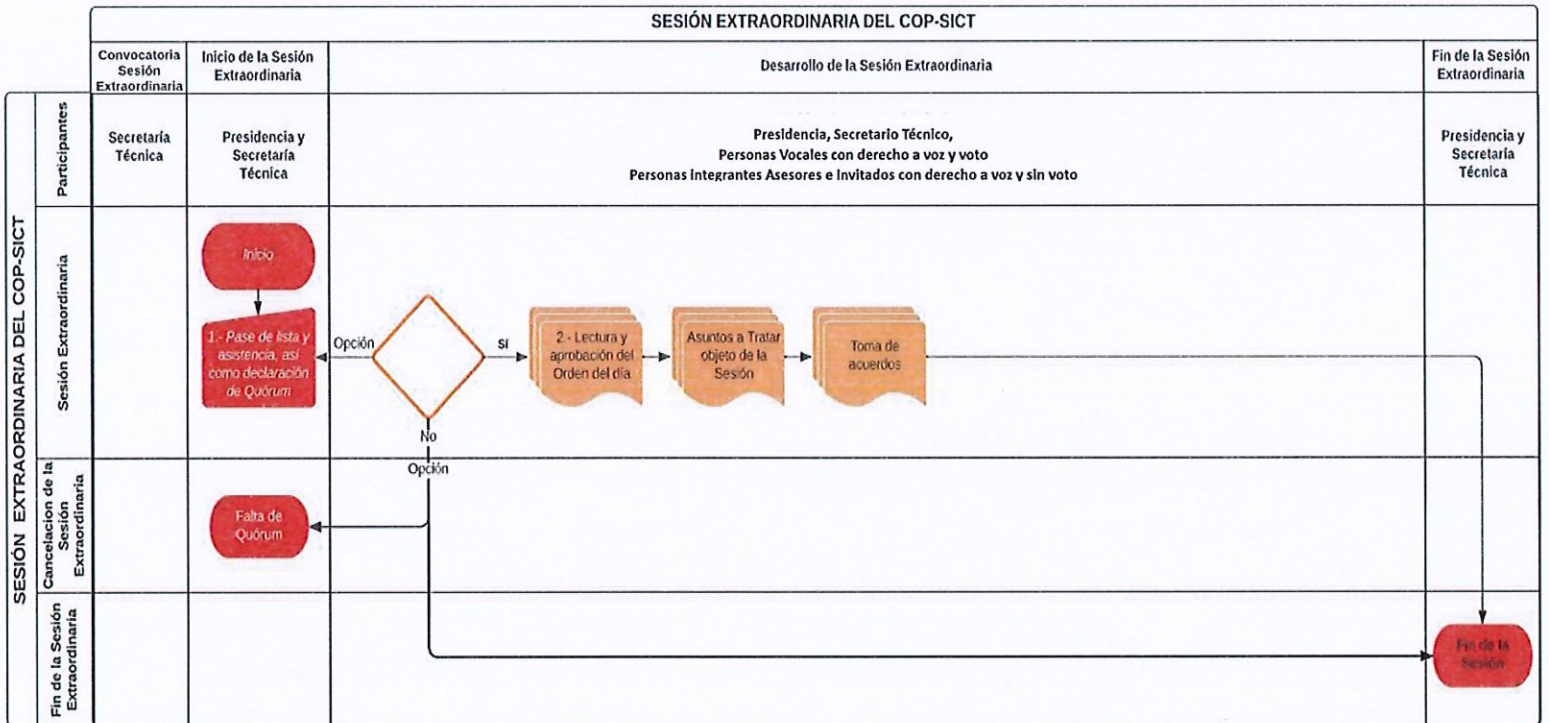 SESIÓN EXTRAORDINARIA DEL COP-SICT
Convocatoria
Sesión
Extraordinaria
Inicio de la Sesión
Extraordinaria
Desarrollo de la Sesión Extraordinaria
Fin de la Sesión
Extraordinaria
SESIÓN EXTRAORDINARIA DEL COP-SICT
Participantes
Secretaría
Técnica
Presidencia y
Secretaría
Técnica
Presidencia, Secretario Técnico,
Personas Vocales con derecho a voz y voto
Personas integrantes Asesores e Invitados con derecho a voz y sin voto
Presidencia y
Secretaría
Técnica
Sesión Extraordinaria
Inicio
1.- Pase de lista y
asistencia, así
como declaración
de Quórum
Opción
sí
2 - Lectura y
aprobación del
Orden del día
Asuntos a Tratar
objeto de la
Sesión
Toma de
acuerdos
No
Opción
Cancelacion de la
Sesión
Extraordinaria
Falta de
Quórum
Fin de la Sesión
Extraordinaria
Fin de la
Sesión